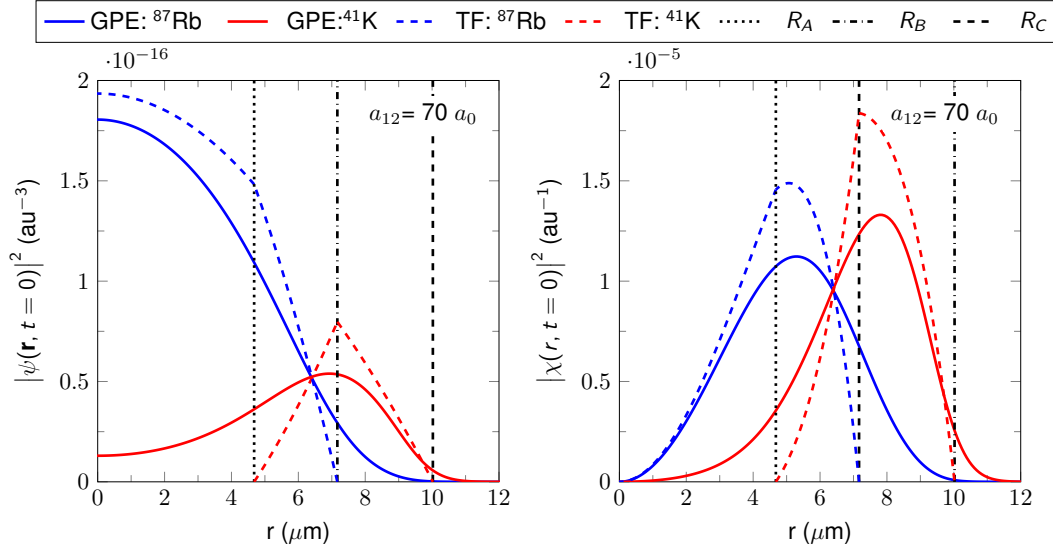 GPE: ⁸⁷Rb GPE:⁴¹K TF: ⁸⁷Rb TF: ⁴¹K R_A R_B R_C
·10⁻¹⁶
2
1.5
1
0.5
0
0 2 4 6 8 10 12
a₁₂= 70 a₀
|ψ(r, t = 0)|² (au⁻³)
r (μm)
·10⁻⁵
2
1.5
1
0.5
0
0 2 4 6 8 10 12
a₁₂= 70 a₀
|χ(r, t = 0)|² (au⁻¹)
r (μm)